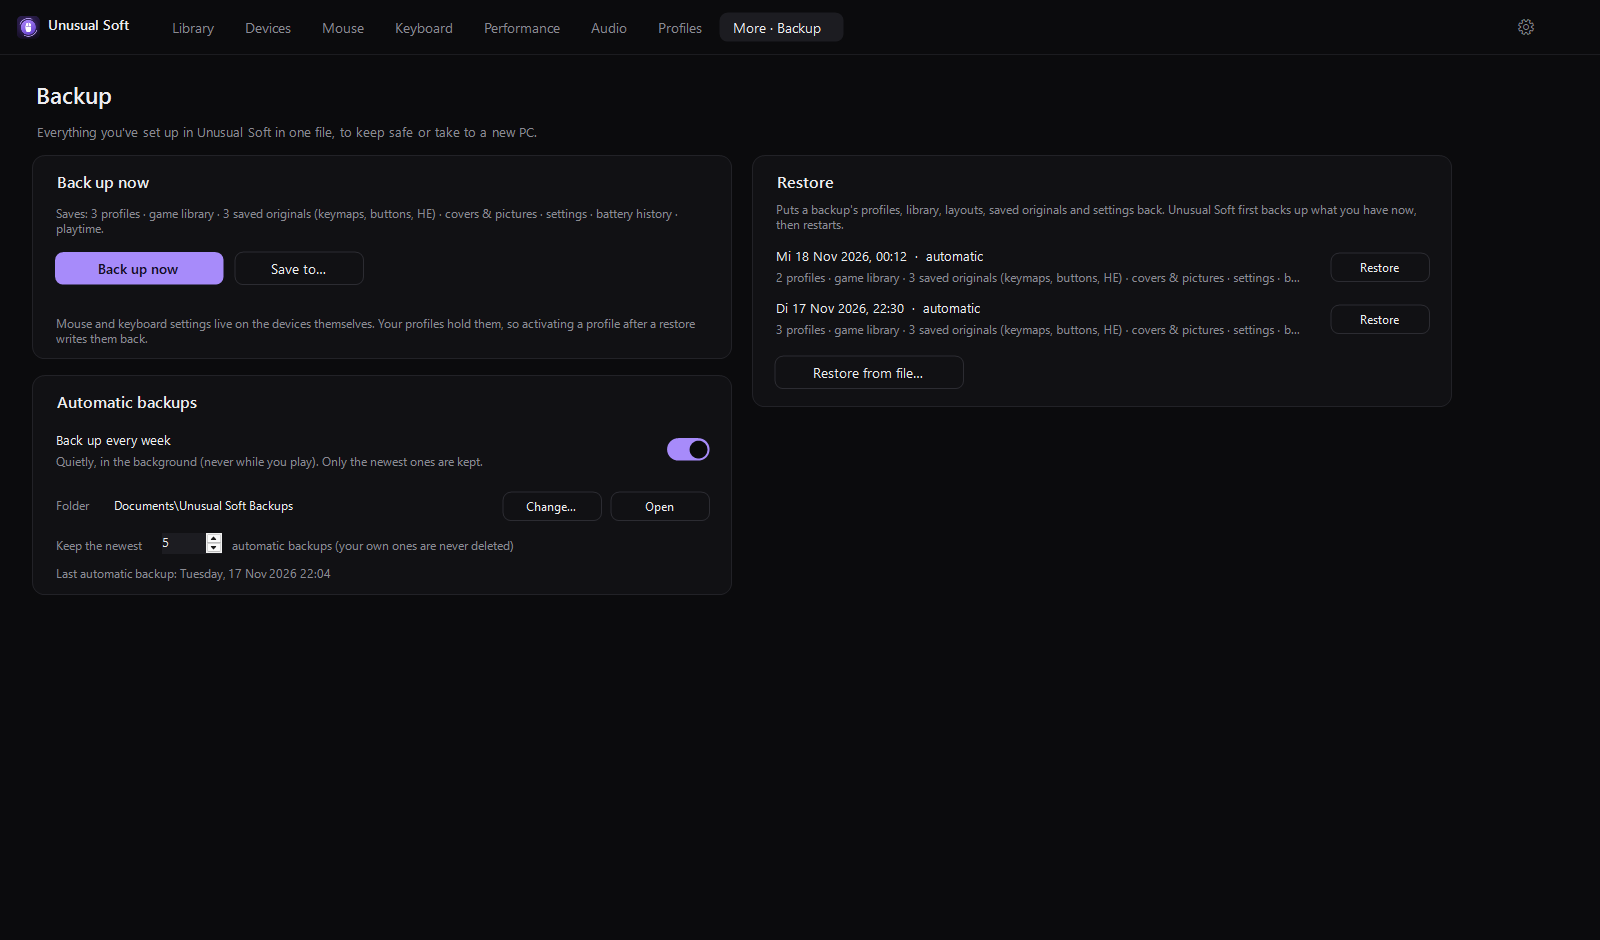 Unusual Soft
Library
Devices
Mouse
Keyboard
Performance
Audio
Profiles
More · Backup
Backup
Everything you've set up in Unusual Soft in one file, to keep safe or take to a new PC.
Back up now
Saves: 3 profiles · game library · 3 saved originals (keymaps, buttons, HE) · covers & pictures · settings · battery history ·
playtime.
Back up now
Save to...
Mouse and keyboard settings live on the devices themselves. Your profiles hold them, so activating a profile after a restore
writes them back.
Automatic backups
Back up every week
Quietly, in the background (never while you play). Only the newest ones are kept.
Folder
Documents\Unusual Soft Backups
Change...
Open
Keep the newest
5
automatic backups (your own ones are never deleted)
Last automatic backup: Tuesday, 17 Nov 2026 22:04
Restore
Puts a backup's profiles, library, layouts, saved originals and settings back. Unusual Soft first backs up what you have now,
then restarts.
Mi 18 Nov 2026, 00:12 · automatic
2 profiles · game library · 3 saved originals (keymaps, buttons, HE) · covers & pictures · settings · b...
Restore
Di 17 Nov 2026, 22:30 · automatic
3 profiles · game library · 3 saved originals (keymaps, buttons, HE) · covers & pictures · settings · b...
Restore
Restore from file...